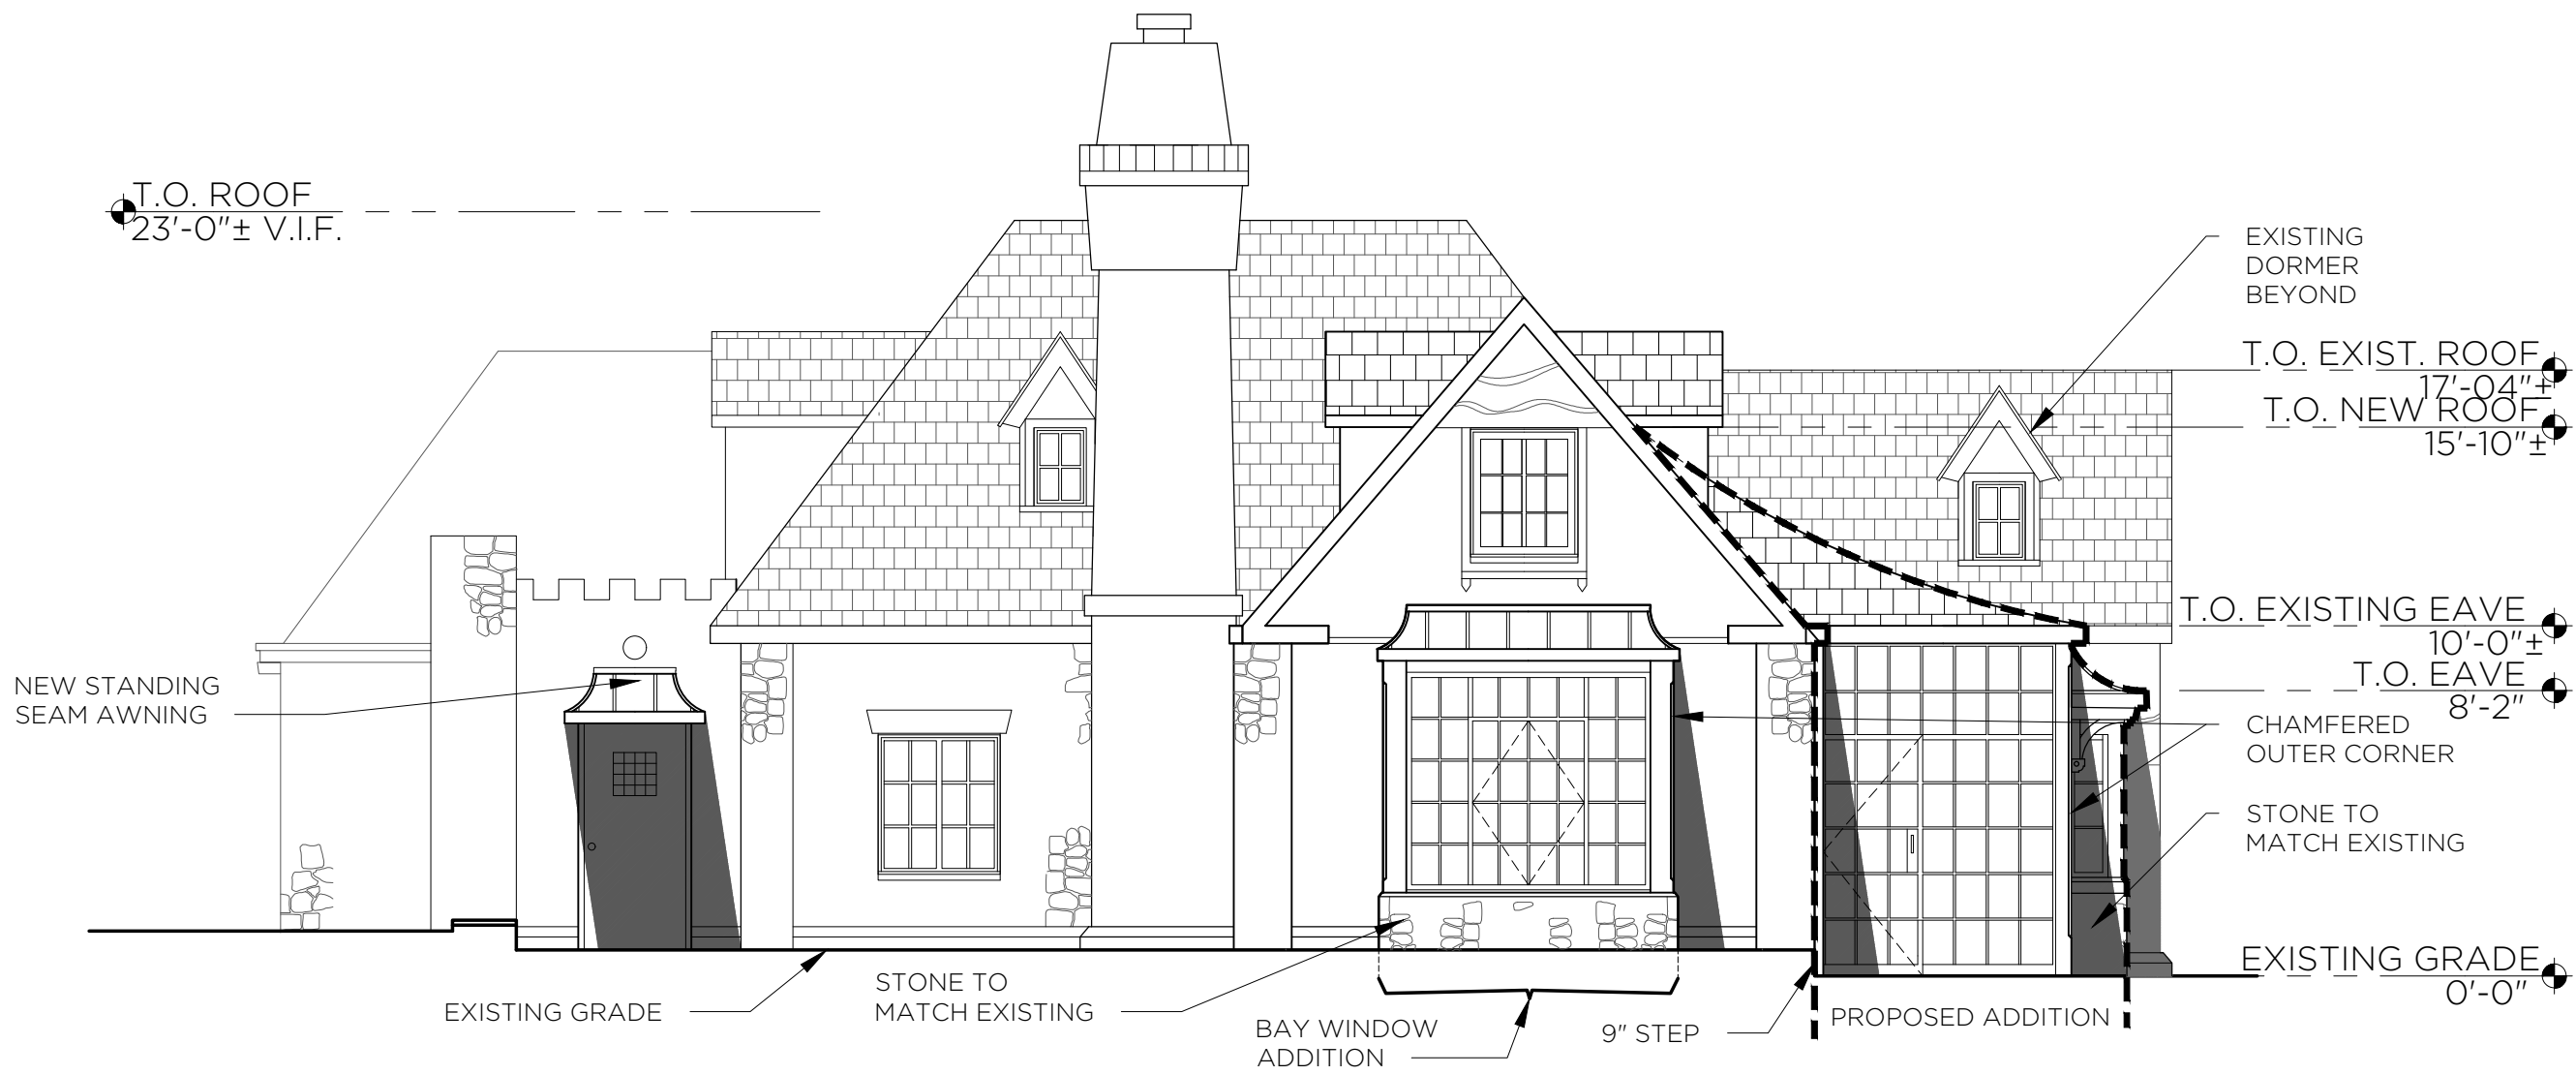 T.O. ROOF
23'-0"± V.I.F.
EXISTING
DORMER
BEYOND
T.O. EXIST. ROOF
17'-04"±
T.O. NEW ROOF
15'-10"±
T.O. EXISTING EAVE
10'-0"±
T.O. EAVE
8'-2"
NEW STANDING
SEAM AWNING
CHAMFERED
OUTER CORNER
STONE TO
MATCH EXISTING
EXISTING GRADE
0'-0"
EXISTING GRADE
STONE TO
MATCH EXISTING
BAY WINDOW
ADDITION
9" STEP
PROPOSED ADDITION